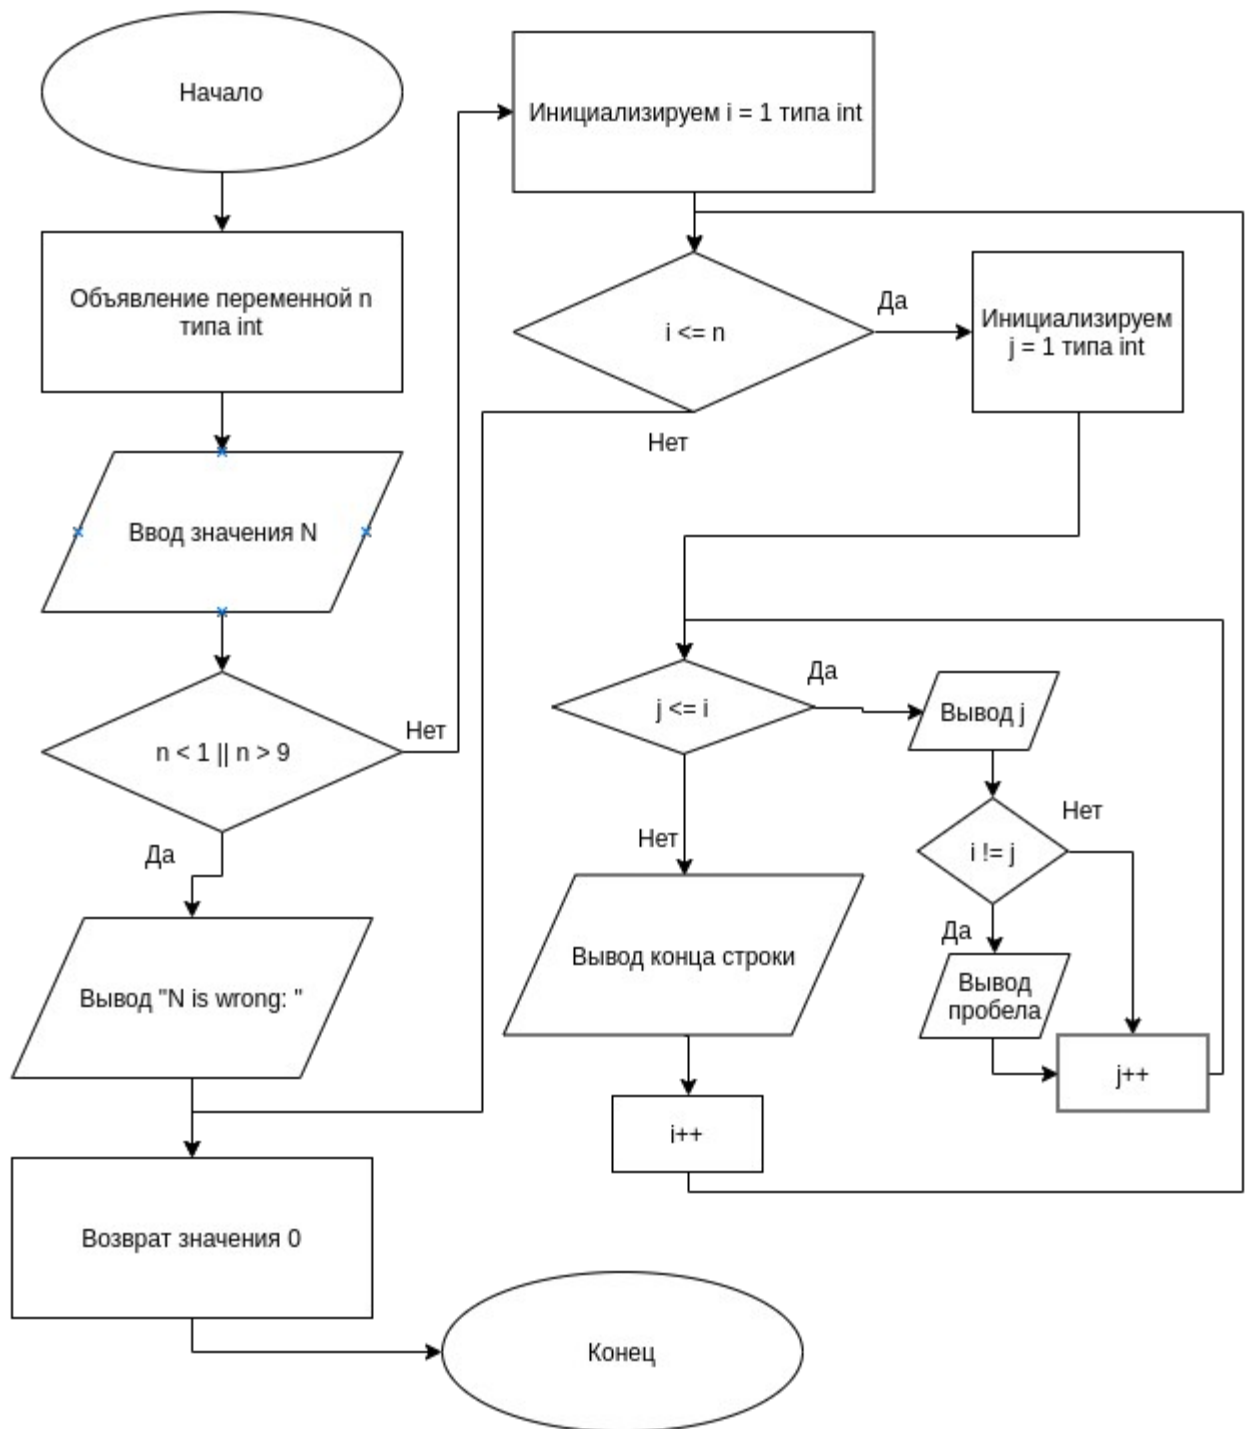 Начало
Объявление переменной n
типа int
Ввод значения N
n < 1 || n > 9
Нет
Да
Вывод "N is wrong: "
Возврат значения 0
Конец
Инициализируем i = 1 типа int
i <= n
Да
Нет
Инициализируем
j = 1 типа int
j <= i
Да
Нет
Вывод j
i != j
Нет
Да
Вывод
пробела
j++
Вывод конца строки
i++